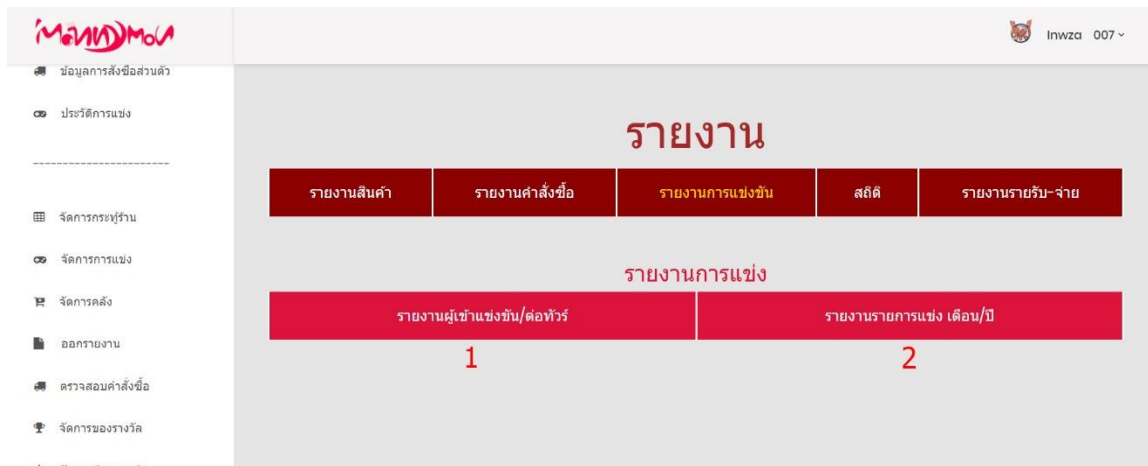 Inwza 007
ข้อมูลการสั่งซื้อส่วนตัว
ประวัติการแข่ง
------------------------
จัดการกระทู้ร้าน
จัดการการแข่ง
จัดการคลัง
ออกรายงาน
ตรวจสอบคำสั่งซื้อ
จัดการของรางวัล
รายงาน
รายงานสินค้า รายงานคำสั่งซื้อ รายงานการแข่งขัน สถิติ รายงานรายรับ-จ่าย
รายงานการแข่ง
รายงานผู้เข้าแข่งขัน/ต่อทัวร์ รายงานรายการแข่ง เดือน/ปี
1 2